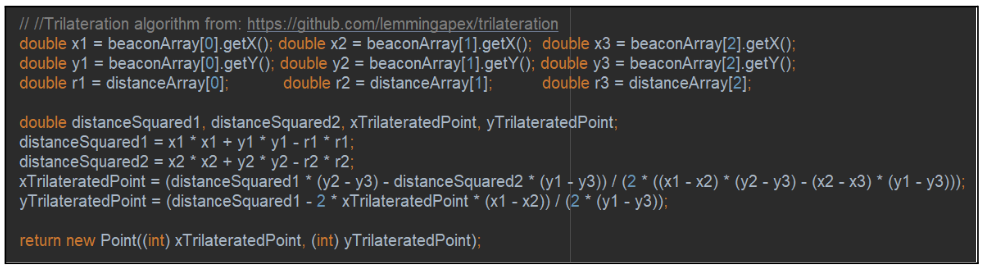 // //Trilateration algorithm from: https://github.com/lemmingapex/trilateration
double x1 = beaconArray[0].getX(); double x2 = beaconArray[1].getX(); double x3 = beaconArray[2].getX();
double y1 = beaconArray[0].getY(); double y2 = beaconArray[1].getY(); double y3 = beaconArray[2].getY();
double r1 = distanceArray[0]; double r2 = distanceArray[1]; double r3 = distanceArray[2];
double distanceSquared1, distanceSquared2, xTrilateratedPoint, yTrilateratedPoint;
distanceSquared1 = x1 * x1 + y1 * y1 - r1 * r1;
distanceSquared2 = x2 * x2 + y2 * y2 - r2 * r2;
xTrilateratedPoint = (distanceSquared1 * (y2 - y3) - distanceSquared2 * (y1 - y3)) / (2 * ((x1 - x2) * (y2 - y3) - (x2 - x3) * (y1 - y3)));
yTrilateratedPoint = (distanceSquared1 - 2 * xTrilateratedPoint * (x1 - x2)) / (2 * (y1 - y3));
return new Point((int) xTrilateratedPoint, (int) yTrilateratedPoint);